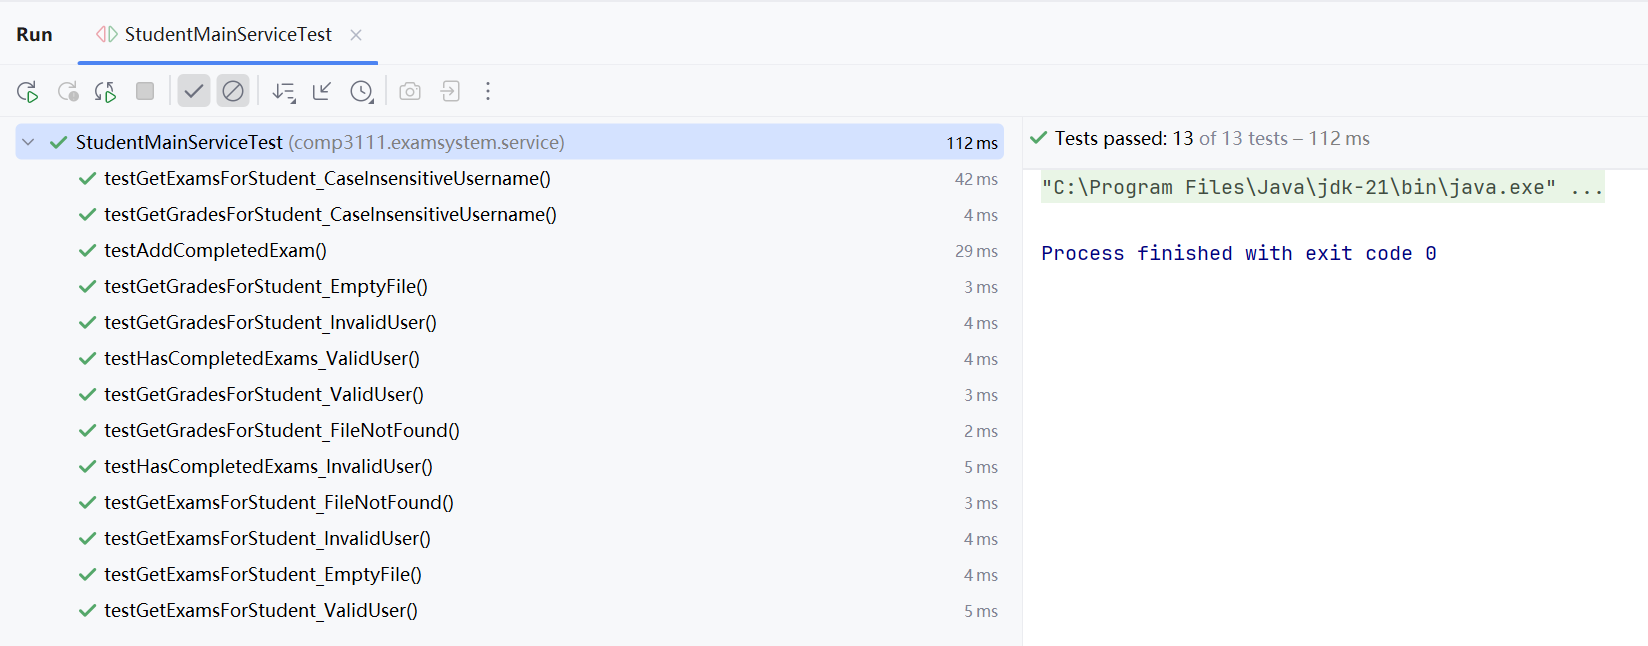 Run StudentMainServiceTest
StudentMainServiceTest (comp3111.examsystem.service) 112 ms
testGetExamsForStudent_CaseInsensitiveUsername() 42 ms
testGetGradesForStudent_CaseInsensitiveUsername() 4 ms
testAddCompletedExam() 29 ms
testGetGradesForStudent_EmptyFile() 3 ms
testGetGradesForStudent_InvalidUser() 4 ms
testHasCompletedExams_ValidUser() 4 ms
testGetGradesForStudent_ValidUser() 3 ms
testGetGradesForStudent_FileNotFound() 2 ms
testHasCompletedExams_InvalidUser() 5 ms
testGetExamsForStudent_FileNotFound() 3 ms
testGetExamsForStudent_InvalidUser() 4 ms
testGetExamsForStudent_EmptyFile() 4 ms
testGetExamsForStudent_ValidUser() 5 ms
Tests passed: 13 of 13 tests – 112 ms
"C:\Program Files\Java\jdk-21\bin\java.exe" ...
Process finished with exit code 0